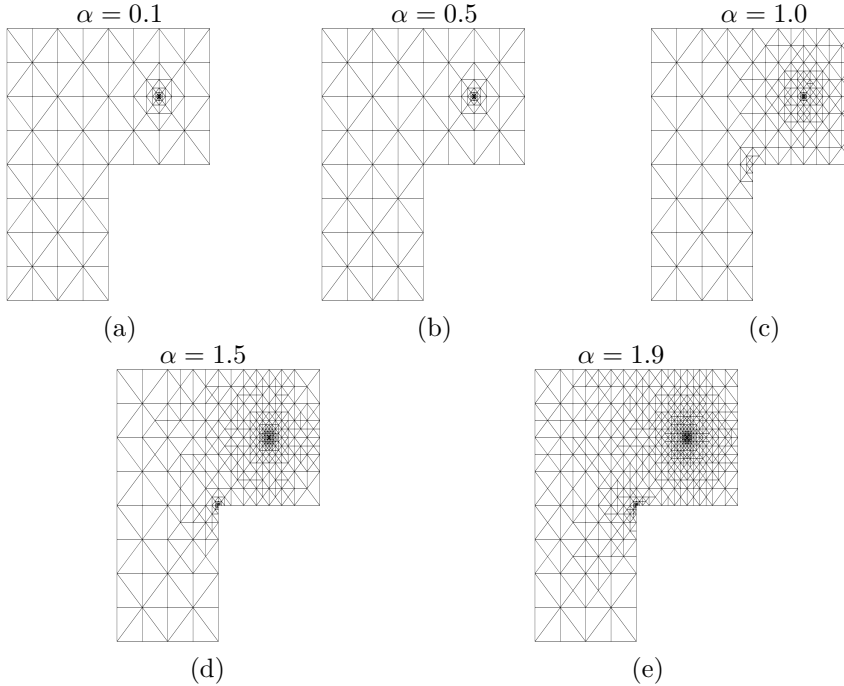 α = 0.1
α = 0.5
α = 1.0
(a)
(b)
(c)
α = 1.5
α = 1.9
(d)
(e)